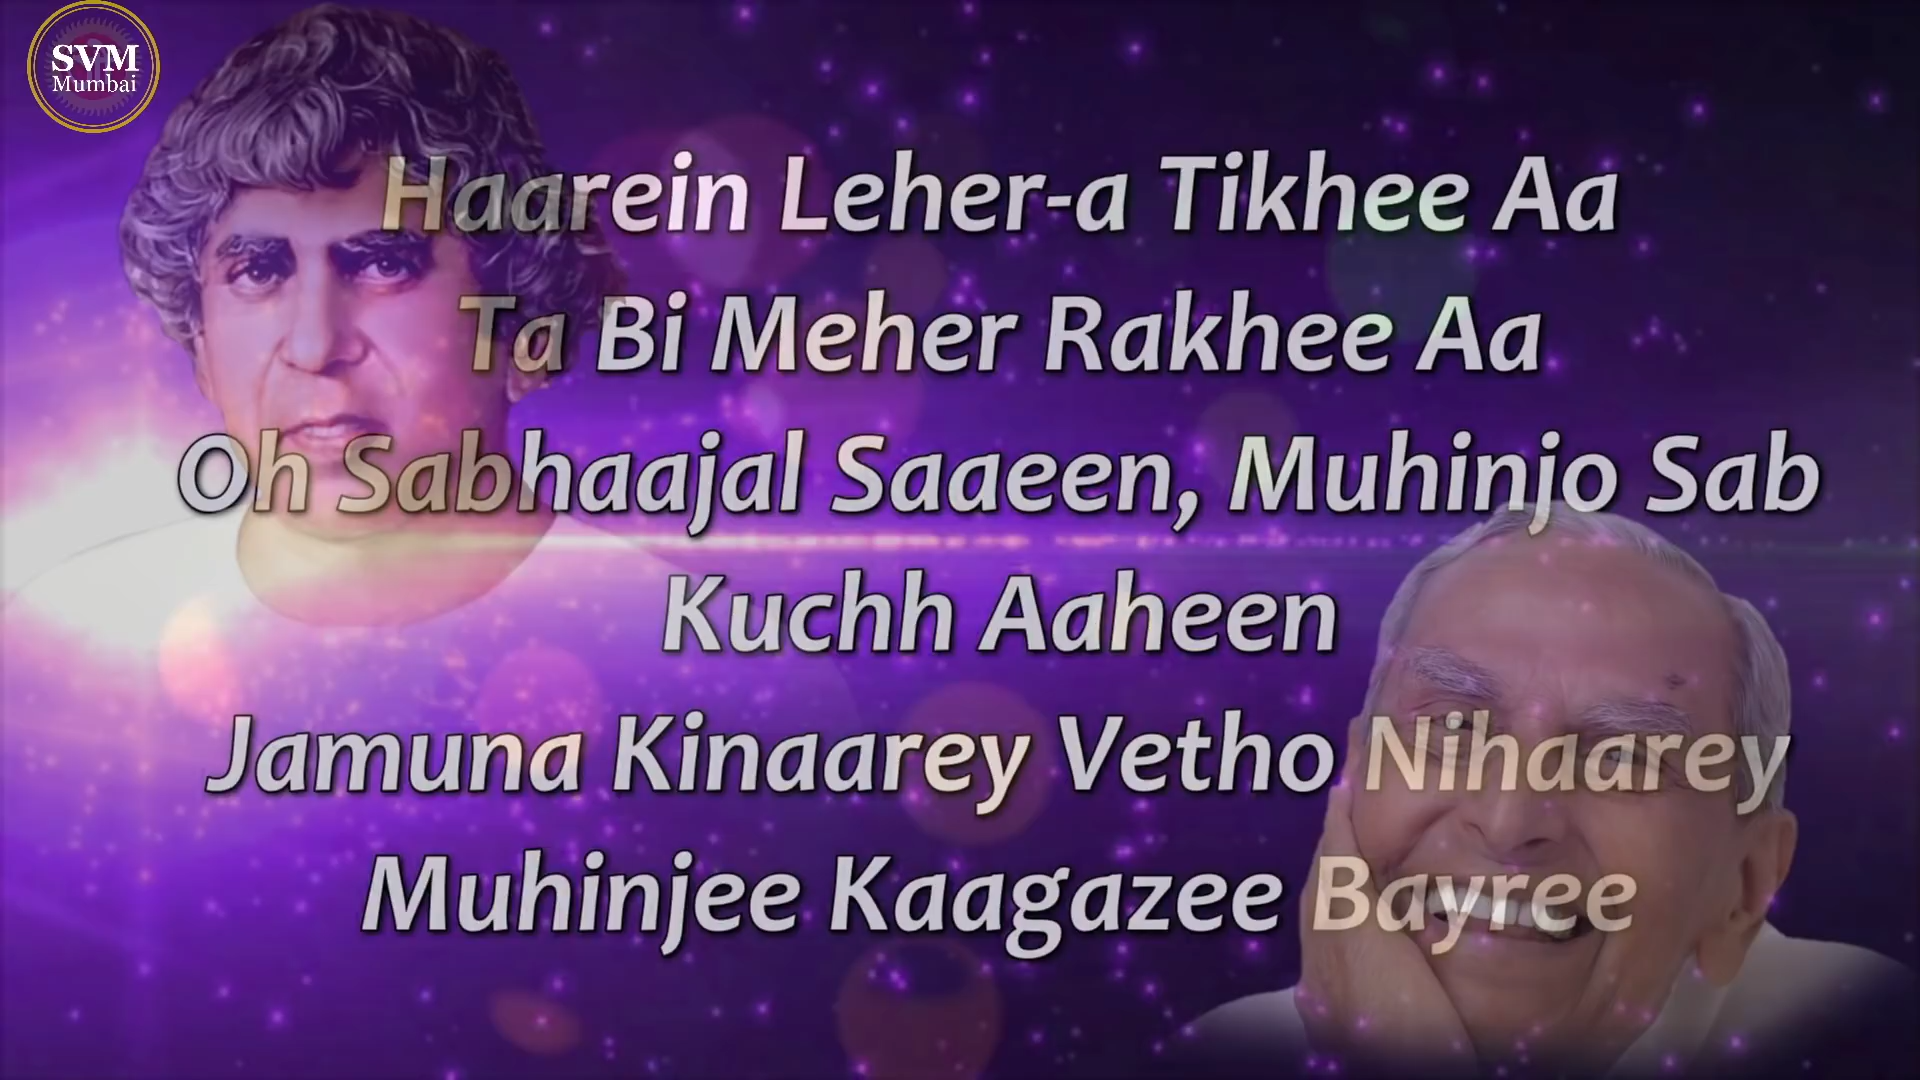 SVM
Mumbai
Haarein Leher-a Tikhee Aa
Ta Bi Meher Rakhee Aa
Oh Sabhaajal Saaeen, Muhinjo Sab
Kuchh Aaheen
Jamuna Kinaarey Vetho Nihaarey
Muhinjee Kaagazee Bayree